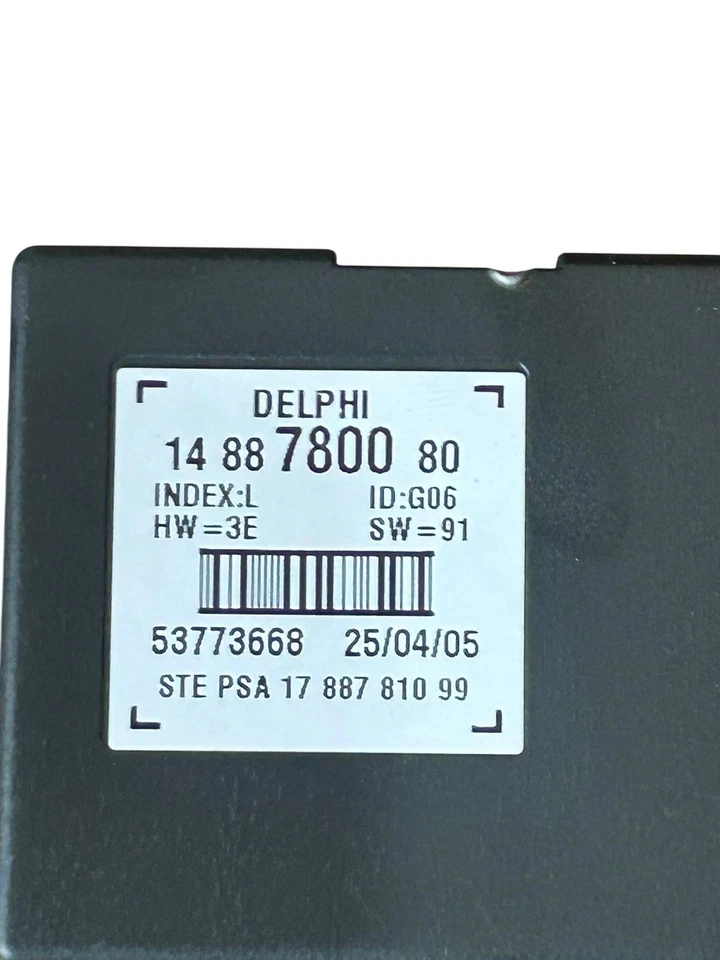 DELPHI
14 88 7800 80
INDEX:L ID:G06
HW=3E SW=91
53773668 25/04/05
STE PSA 17 887 810 99